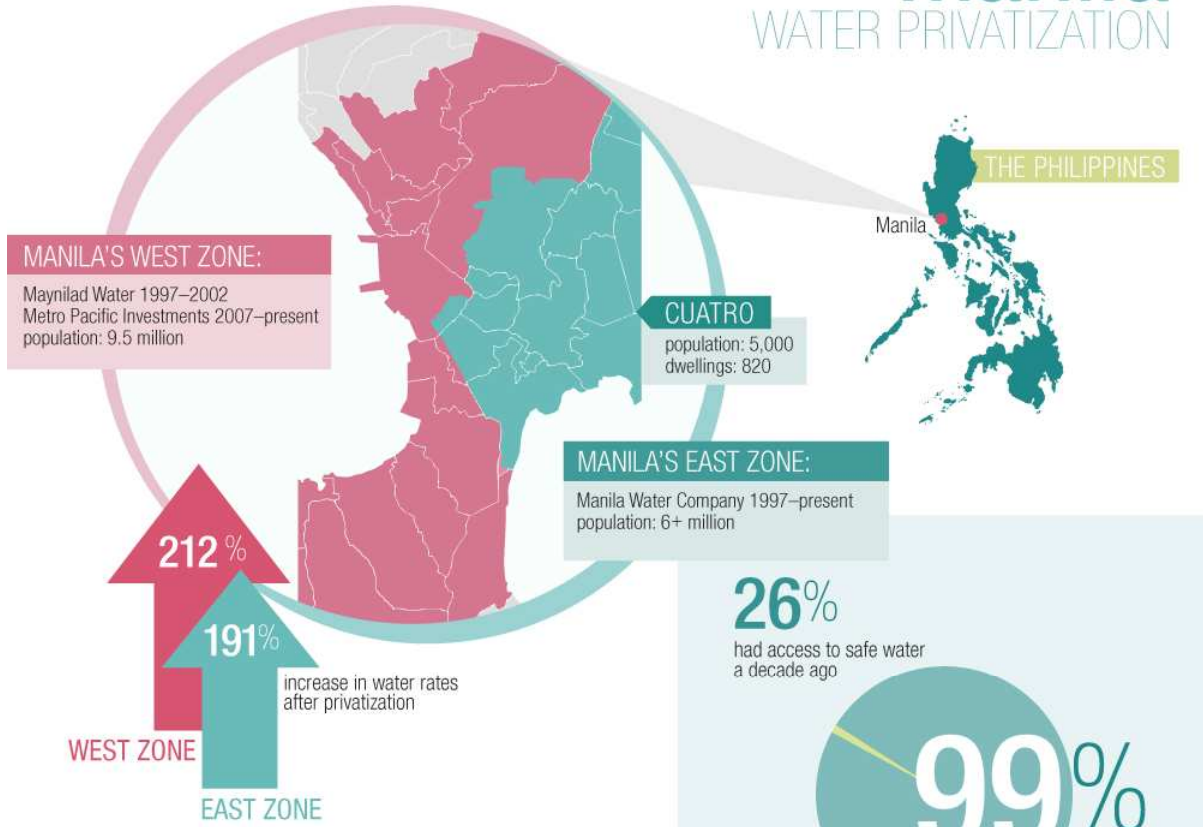 WATER PRIVATIZATION
THE PHILIPPINES
Manila
MANILA'S WEST ZONE:
Maynilad Water 1997–2002
Metro Pacific Investments 2007–present
population: 9.5 million
CUATRO
population: 5,000
dwellings: 820
MANILA'S EAST ZONE:
Manila Water Company 1997–present
population: 6+ million
212 %
191%
increase in water rates
after privatization
WEST ZONE
EAST ZONE
26%
had access to safe water
a decade ago
99%